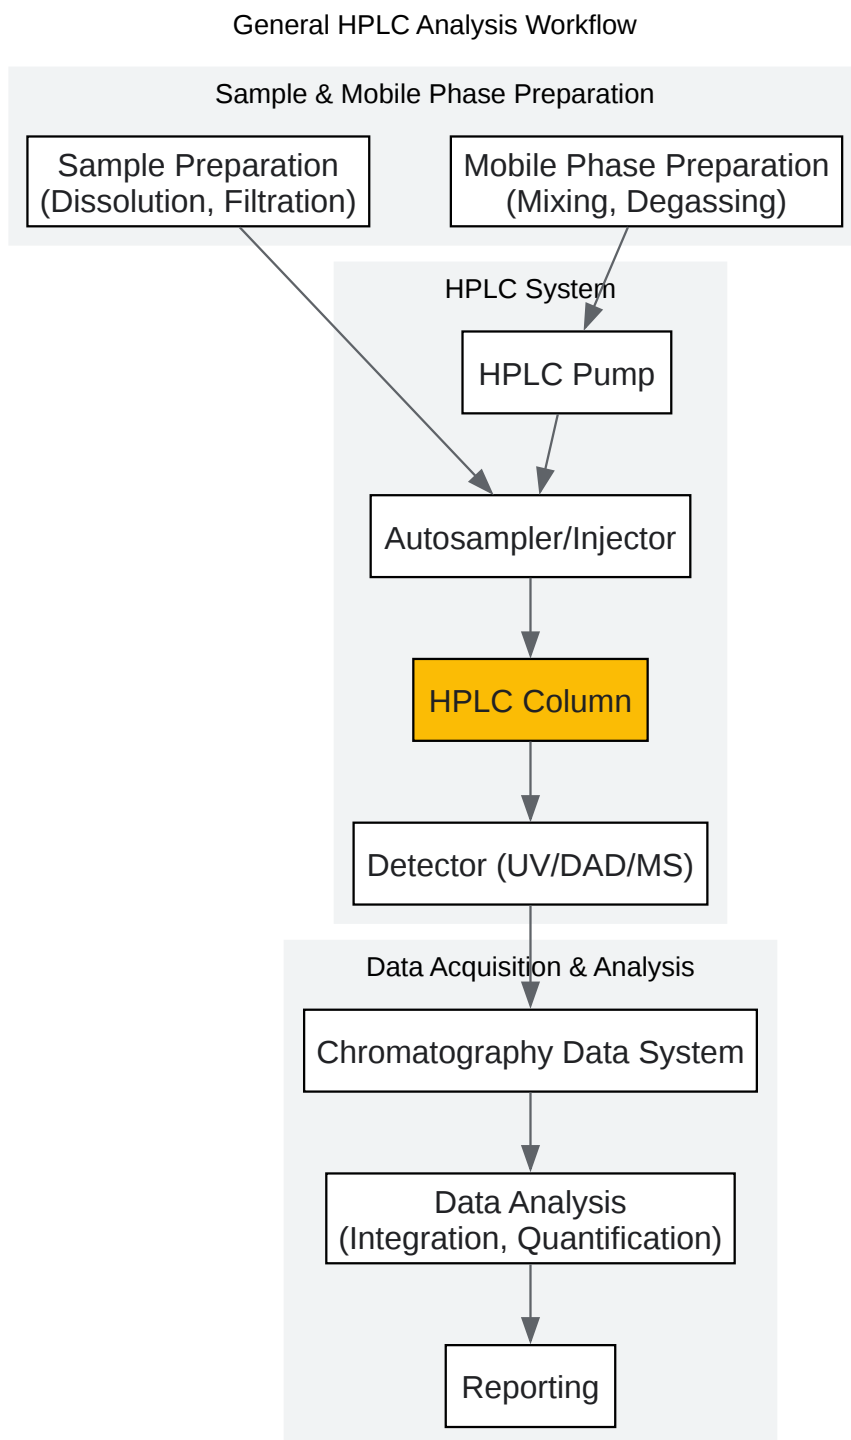 General HPLC Analysis Workflow
Sample & Mobile Phase Preparation
Sample Preparation
(Dissolution, Filtration)
Mobile Phase Preparation
(Mixing, Degassing)
HPLC System
HPLC Pump
Autosampler/Injector
HPLC Column
Detector (UV/DAD/MS)
Data Acquisition & Analysis
Chromatography Data System
Data Analysis
(Integration, Quantification)
Reporting